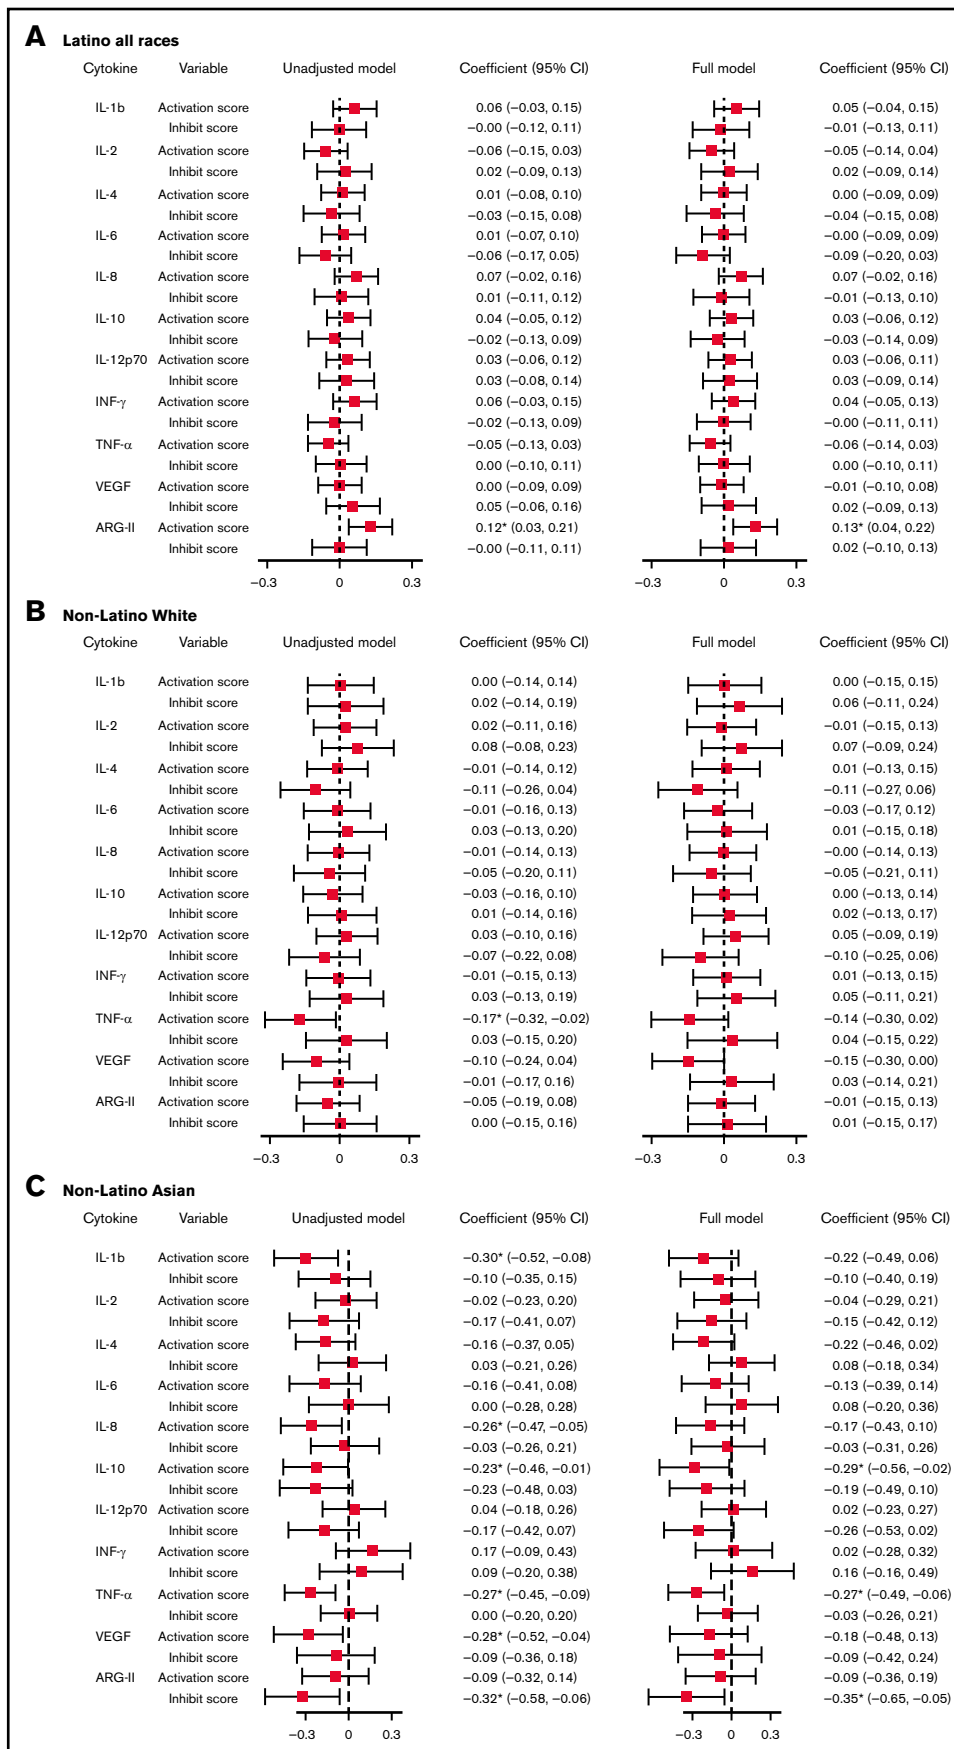 A Latino all races
Cytokine Variable Unadjusted model Coefficient (95% CI) Full model Coefficient (95% CI)
IL-1b Activation score 0.06 (−0.03, 0.15) 0.05 (−0.04, 0.15)
Inhibit score −0.00 (−0.12, 0.11) −0.01 (−0.13, 0.11)
IL-2 Activation score −0.06 (−0.15, 0.03) −0.05 (−0.14, 0.04)
Inhibit score 0.02 (−0.09, 0.13) 0.02 (−0.09, 0.14)
IL-4 Activation score 0.01 (−0.08, 0.10) 0.00 (−0.09, 0.09)
Inhibit score −0.03 (−0.15, 0.08) −0.04 (−0.15, 0.08)
IL-6 Activation score 0.01 (−0.07, 0.10) −0.00 (−0.09, 0.09)
Inhibit score −0.06 (−0.17, 0.05) −0.09 (−0.20, 0.03)
IL-8 Activation score 0.07 (−0.02, 0.16) 0.07 (−0.02, 0.16)
Inhibit score 0.01 (−0.11, 0.12) −0.01 (−0.13, 0.10)
IL-10 Activation score 0.04 (−0.05, 0.12) 0.03 (−0.06, 0.12)
Inhibit score −0.02 (−0.13, 0.09) −0.03 (−0.14, 0.09)
IL-12p70 Activation score 0.03 (−0.06, 0.12) 0.03 (−0.06, 0.11)
Inhibit score 0.03 (−0.08, 0.14) 0.03 (−0.09, 0.14)
INF-γ Activation score 0.06 (−0.03, 0.15) 0.04 (−0.05, 0.13)
Inhibit score −0.02 (−0.13, 0.09) −0.00 (−0.11, 0.11)
TNF-α Activation score −0.05 (−0.13, 0.03) −0.06 (−0.14, 0.03)
Inhibit score 0.00 (−0.10, 0.11) 0.00 (−0.10, 0.11)
VEGF Activation score 0.00 (−0.09, 0.09) −0.01 (−0.10, 0.08)
Inhibit score 0.05 (−0.06, 0.16) 0.02 (−0.09, 0.13)
ARG-II Activation score 0.12* (0.03, 0.21) 0.13* (0.04, 0.22)
Inhibit score −0.00 (−0.11, 0.11) 0.02 (−0.10, 0.13)
−0.3 0 0.3 −0.3 0 0.3
B Non-Latino White
Cytokine Variable Unadjusted model Coefficient (95% CI) Full model Coefficient (95% CI)
IL-1b Activation score 0.00 (−0.14, 0.14) 0.00 (−0.15, 0.15)
Inhibit score 0.02 (−0.14, 0.19) 0.06 (−0.11, 0.24)
IL-2 Activation score 0.02 (−0.11, 0.16) −0.01 (−0.15, 0.13)
Inhibit score 0.08 (−0.08, 0.23) 0.07 (−0.09, 0.24)
IL-4 Activation score −0.01 (−0.14, 0.12) 0.01 (−0.13, 0.15)
Inhibit score −0.11 (−0.26, 0.04) −0.11 (−0.27, 0.06)
IL-6 Activation score −0.01 (−0.16, 0.13) −0.03 (−0.17, 0.12)
Inhibit score 0.03 (−0.13, 0.20) 0.01 (−0.15, 0.18)
IL-8 Activation score −0.01 (−0.14, 0.13) −0.00 (−0.14, 0.13)
Inhibit score −0.05 (−0.20, 0.11) −0.05 (−0.21, 0.11)
IL-10 Activation score −0.03 (−0.16, 0.10) 0.00 (−0.13, 0.14)
Inhibit score 0.01 (−0.14, 0.16) 0.02 (−0.13, 0.17)
IL-12p70 Activation score 0.03 (−0.10, 0.16) 0.05 (−0.09, 0.19)
Inhibit score −0.07 (−0.22, 0.08) −0.10 (−0.25, 0.06)
INF-γ Activation score −0.01 (−0.15, 0.13) 0.01 (−0.13, 0.15)
Inhibit score 0.03 (−0.13, 0.19) 0.05 (−0.11, 0.21)
TNF-α Activation score −0.17* (−0.32, −0.02) −0.14 (−0.30, 0.02)
Inhibit score 0.03 (−0.15, 0.20) 0.04 (−0.15, 0.22)
VEGF Activation score −0.10 (−0.24, 0.04) −0.15 (−0.30, 0.00)
Inhibit score −0.01 (−0.17, 0.16) 0.03 (−0.14, 0.21)
ARG-II Activation score −0.05 (−0.19, 0.08) −0.01 (−0.15, 0.13)
Inhibit score 0.00 (−0.15, 0.16) 0.01 (−0.15, 0.17)
−0.3 0 0.3 −0.3 0 0.3
C Non-Latino Asian
Cytokine Variable Unadjusted model Coefficient (95% CI) Full model Coefficient (95% CI)
IL-1b Activation score −0.30* (−0.52, −0.08) −0.22 (−0.49, 0.06)
Inhibit score −0.10 (−0.35, 0.15) −0.10 (−0.40, 0.19)
IL-2 Activation score −0.02 (−0.23, 0.20) −0.04 (−0.29, 0.21)
Inhibit score −0.17 (−0.41, 0.07) −0.15 (−0.42, 0.12)
IL-4 Activation score −0.16 (−0.37, 0.05) −0.22 (−0.46, 0.02)
Inhibit score 0.03 (−0.21, 0.26) 0.08 (−0.18, 0.34)
IL-6 Activation score −0.16 (−0.41, 0.08) −0.13 (−0.39, 0.14)
Inhibit score 0.00 (−0.28, 0.28) 0.08 (−0.20, 0.36)
IL-8 Activation score −0.26* (−0.47, −0.05) −0.17 (−0.43, 0.10)
Inhibit score −0.03 (−0.26, 0.21) −0.03 (−0.31, 0.26)
IL-10 Activation score −0.23* (−0.46, −0.01) −0.29* (−0.56, −0.02)
Inhibit score −0.23 (−0.48, 0.03) −0.19 (−0.49, 0.10)
IL-12p70 Activation score 0.04 (−0.18, 0.26) 0.02 (−0.23, 0.27)
Inhibit score −0.17 (−0.42, 0.07) −0.26 (−0.53, 0.02)
INF-γ Activation score 0.17 (−0.09, 0.43) 0.02 (−0.28, 0.32)
Inhibit score 0.09 (−0.20, 0.38) 0.16 (−0.16, 0.49)
TNF-α Activation score −0.27* (−0.45, −0.09) −0.27* (−0.49, −0.06)
Inhibit score 0.00 (−0.20, 0.20) −0.03 (−0.26, 0.21)
VEGF Activation score −0.28* (−0.52, −0.04) −0.18 (−0.48, 0.13)
Inhibit score −0.09 (−0.36, 0.18) −0.09 (−0.42, 0.24)
ARG-II Activation score −0.09 (−0.32, 0.14) −0.09 (−0.36, 0.19)
Inhibit score −0.32* (−0.58, −0.06) −0.35* (−0.65, −0.05)
−0.3 0 0.3 −0.3 0 0.3